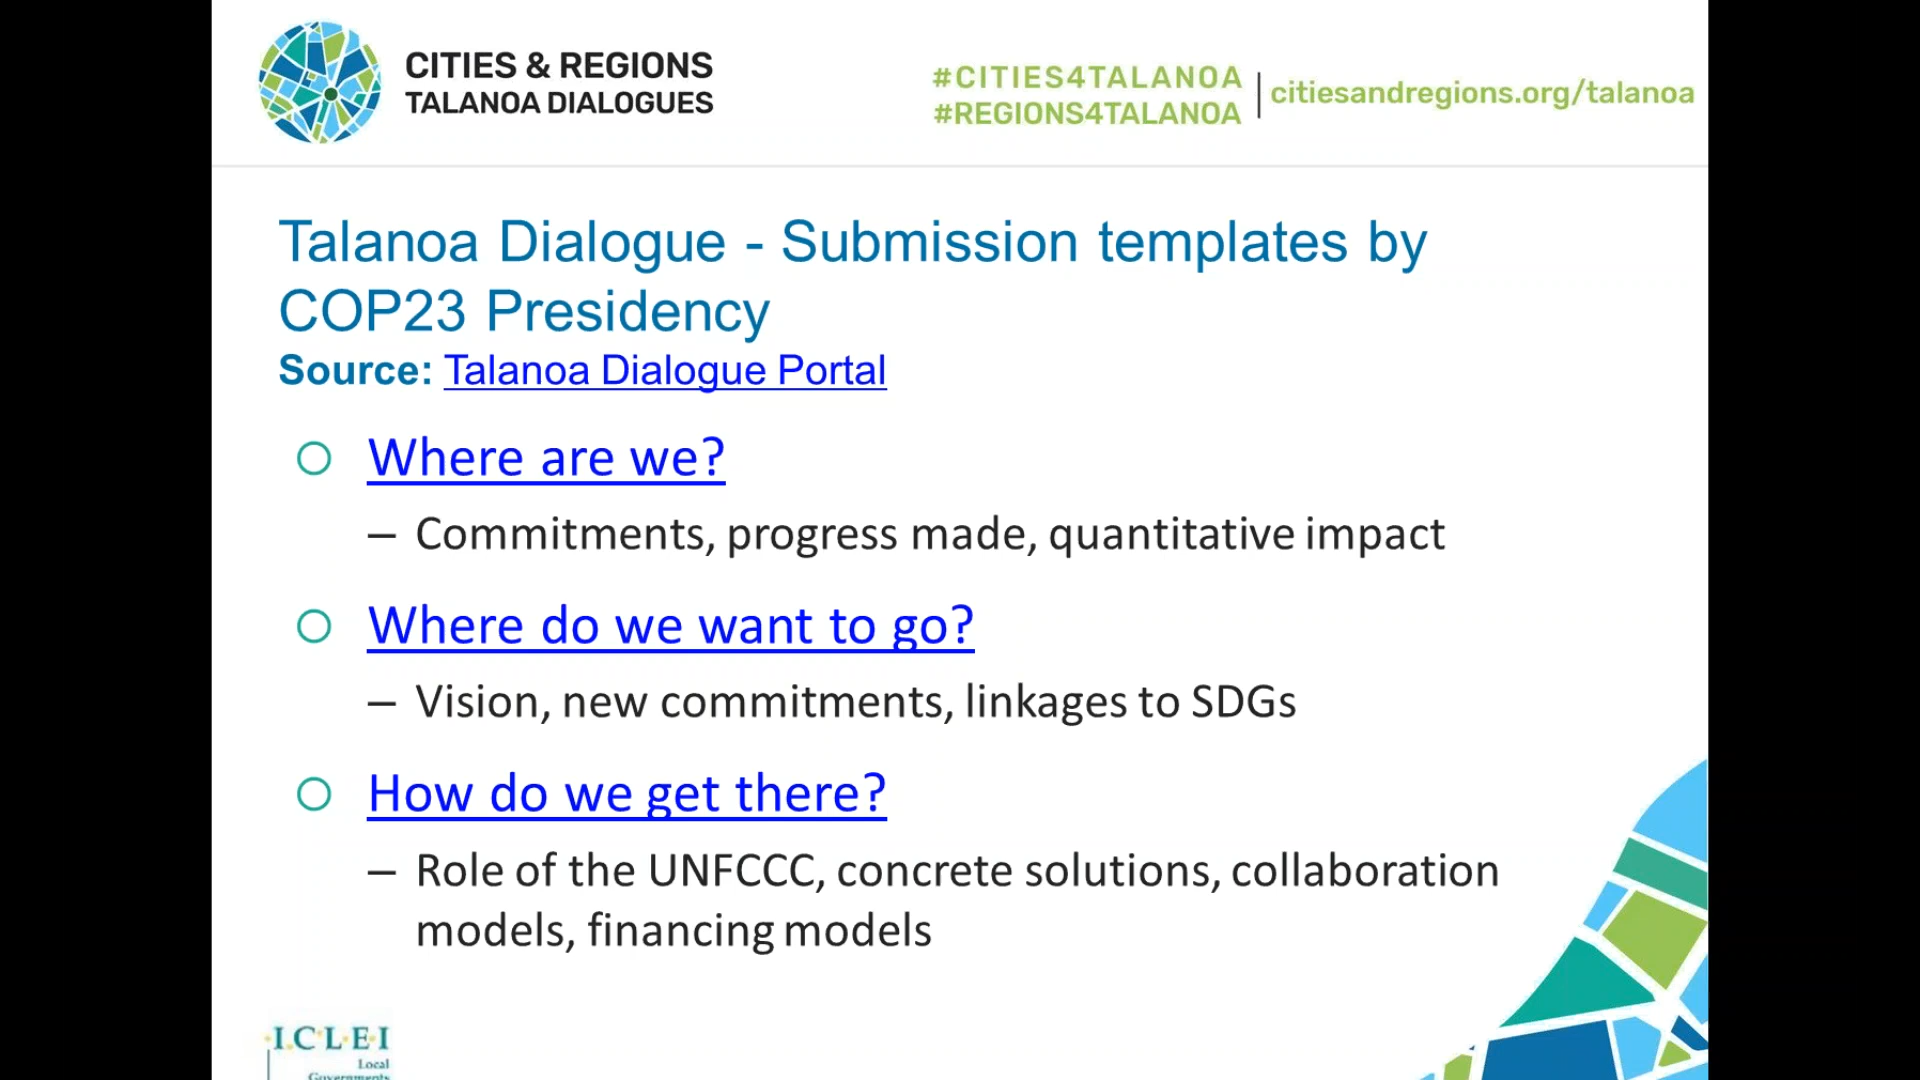 CITIES & REGIONS
TALANOA DIALOGUES
#CITIES4TALANOA
#REGIONS4TALANOA
citiesandregions.org/talanoa
Talanoa Dialogue - Submission templates by
COP23 Presidency
Source: Talanoa Dialogue Portal
Where are we?
– Commitments, progress made, quantitative impact
Where do we want to go?
– Vision, new commitments, linkages to SDGs
How do we get there?
– Role of the UNFCCC, concrete solutions, collaboration
models, financing models
·I.C·L·E·I
Local
Governments